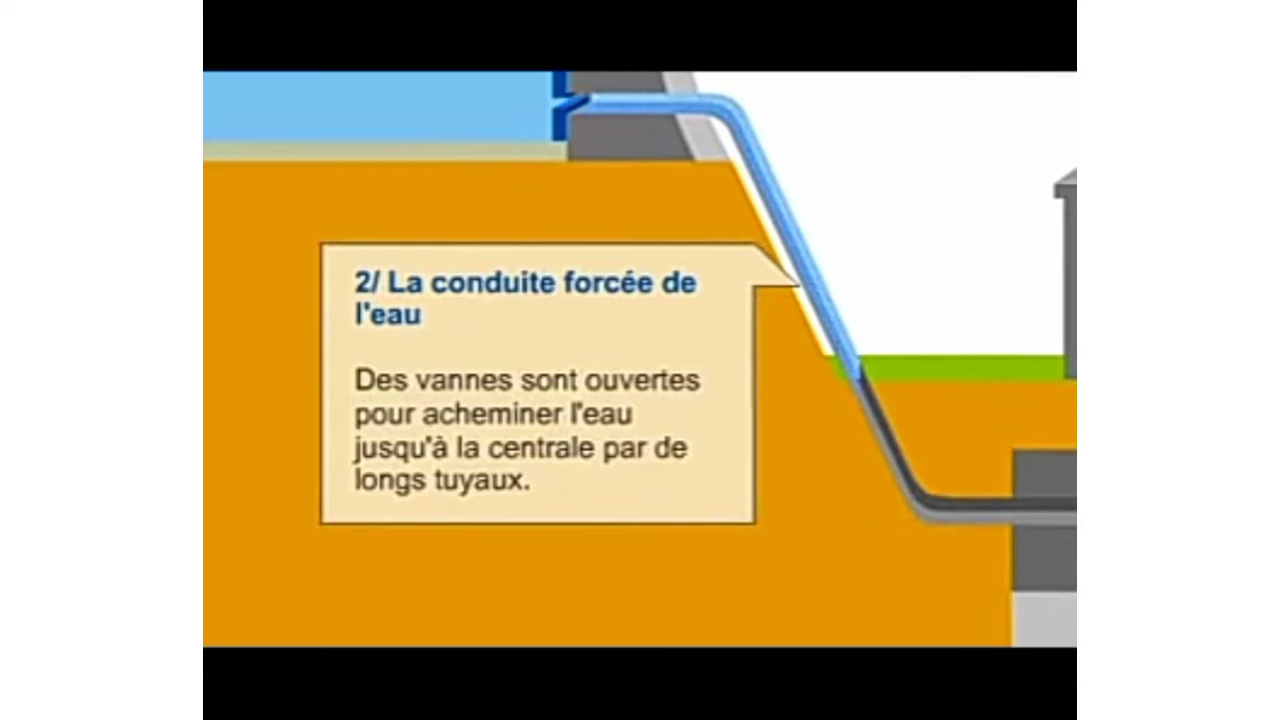 2/ La conduite forcée de
l'eau
Des vannes sont ouvertes
pour acheminer l'eau
jusqu'à la centrale par de
longs tuyaux.